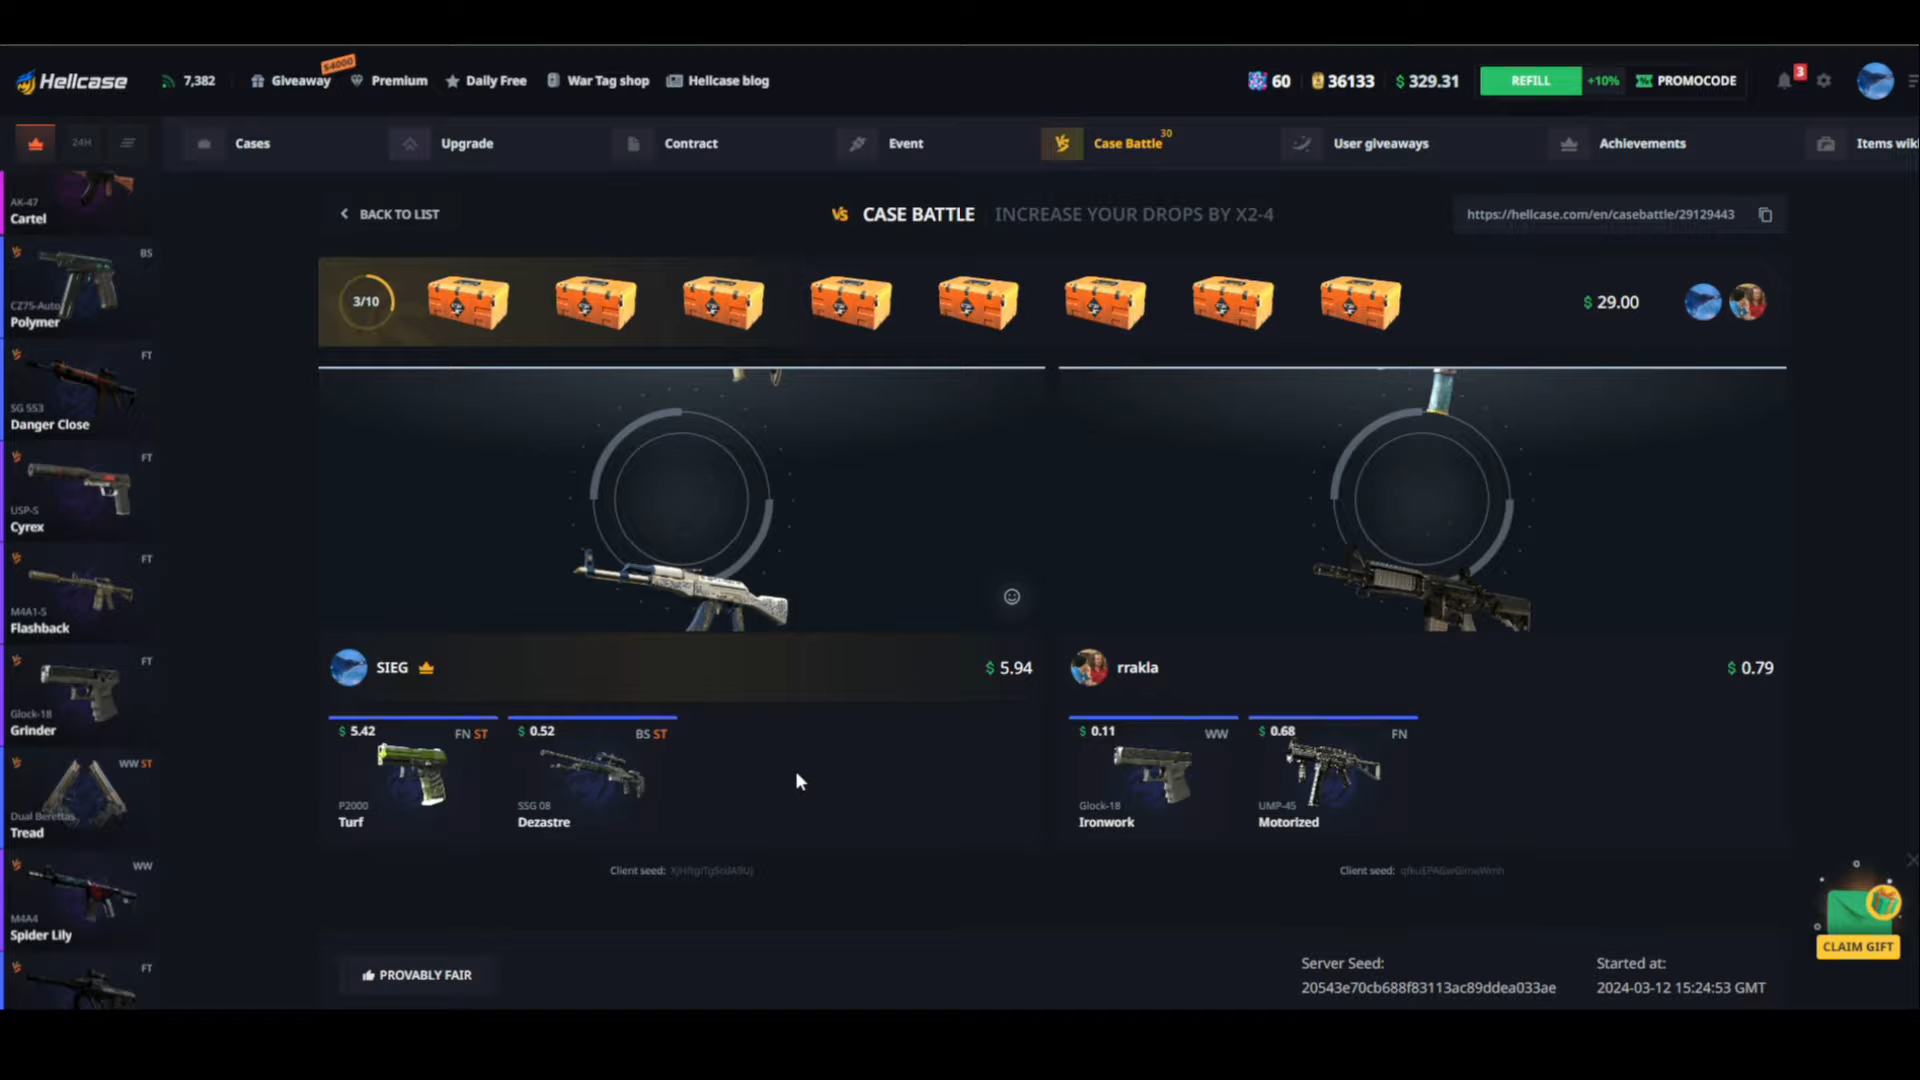 Hellcase
7,382
Giveaway
$4000
Premium
Daily Free
War Tag shop
Hellcase blog
60
36133
$ 329.31
REFILL
+10%
PROMOCODE
3
24H
Cases
Upgrade
Contract
Event
Case Battle
30
User giveaways
Achievements
Items wiki
BACK TO LIST
VS CASE BATTLE
INCREASE YOUR DROPS BY X2-4
https://hellcase.com/en/casebattle/29129443
3/10
$ 29.00
AK-47
Cartel
BS
CZ75-Auto
Polymer
FT
SG 553
Danger Close
FT
USP-S
Cyrex
FT
M4A1-S
Flashback
FT
Glock-18
Grinder
WW ST
Dual Berettas
Tread
WW
M4A4
Spider Lily
FT
SIEG
$ 5.94
rrakla
$ 0.79
$ 5.42
FN ST
P2000
Turf
$ 0.52
BS ST
SSG 08
Dezastre
$ 0.11
WW
Glock-18
Ironwork
$ 0.68
FN
UMP-45
Motorized
Client seed:
Client seed:
CLAIM GIFT
PROVABLY FAIR
Server Seed:
20543e70cb688f83113ac89ddea033ae
Started at:
2024-03-12 15:24:53 GMT